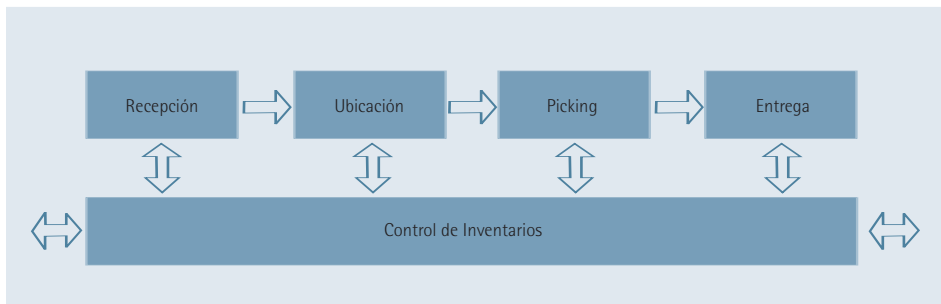 Recepción
Ubicación
Picking
Entrega
Control de Inventarios